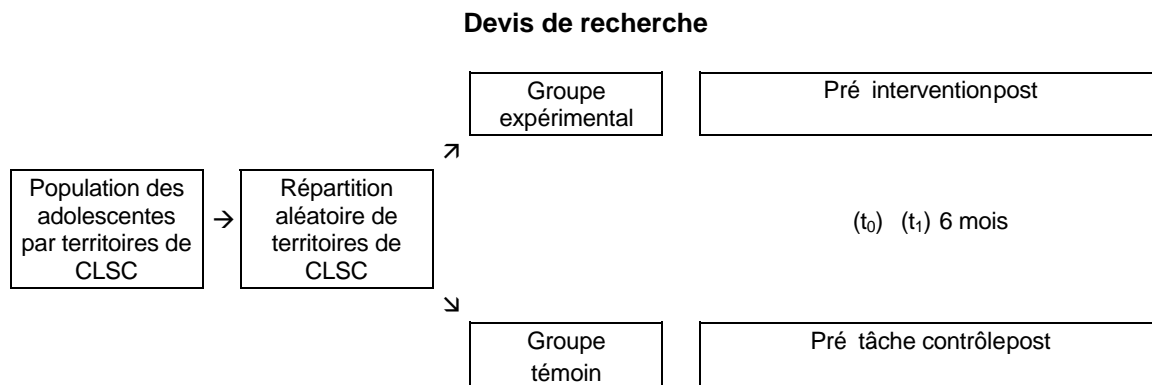 Devis de recherche
Groupe
expérimental
Pré interventionpost
Population des
adolescentes
par territoires de
CLSC
→
Répartition
aléatoire de
territoires de
CLSC
(t0) (t1) 6 mois
Groupe
témoin
Pré tâche contrôlepost